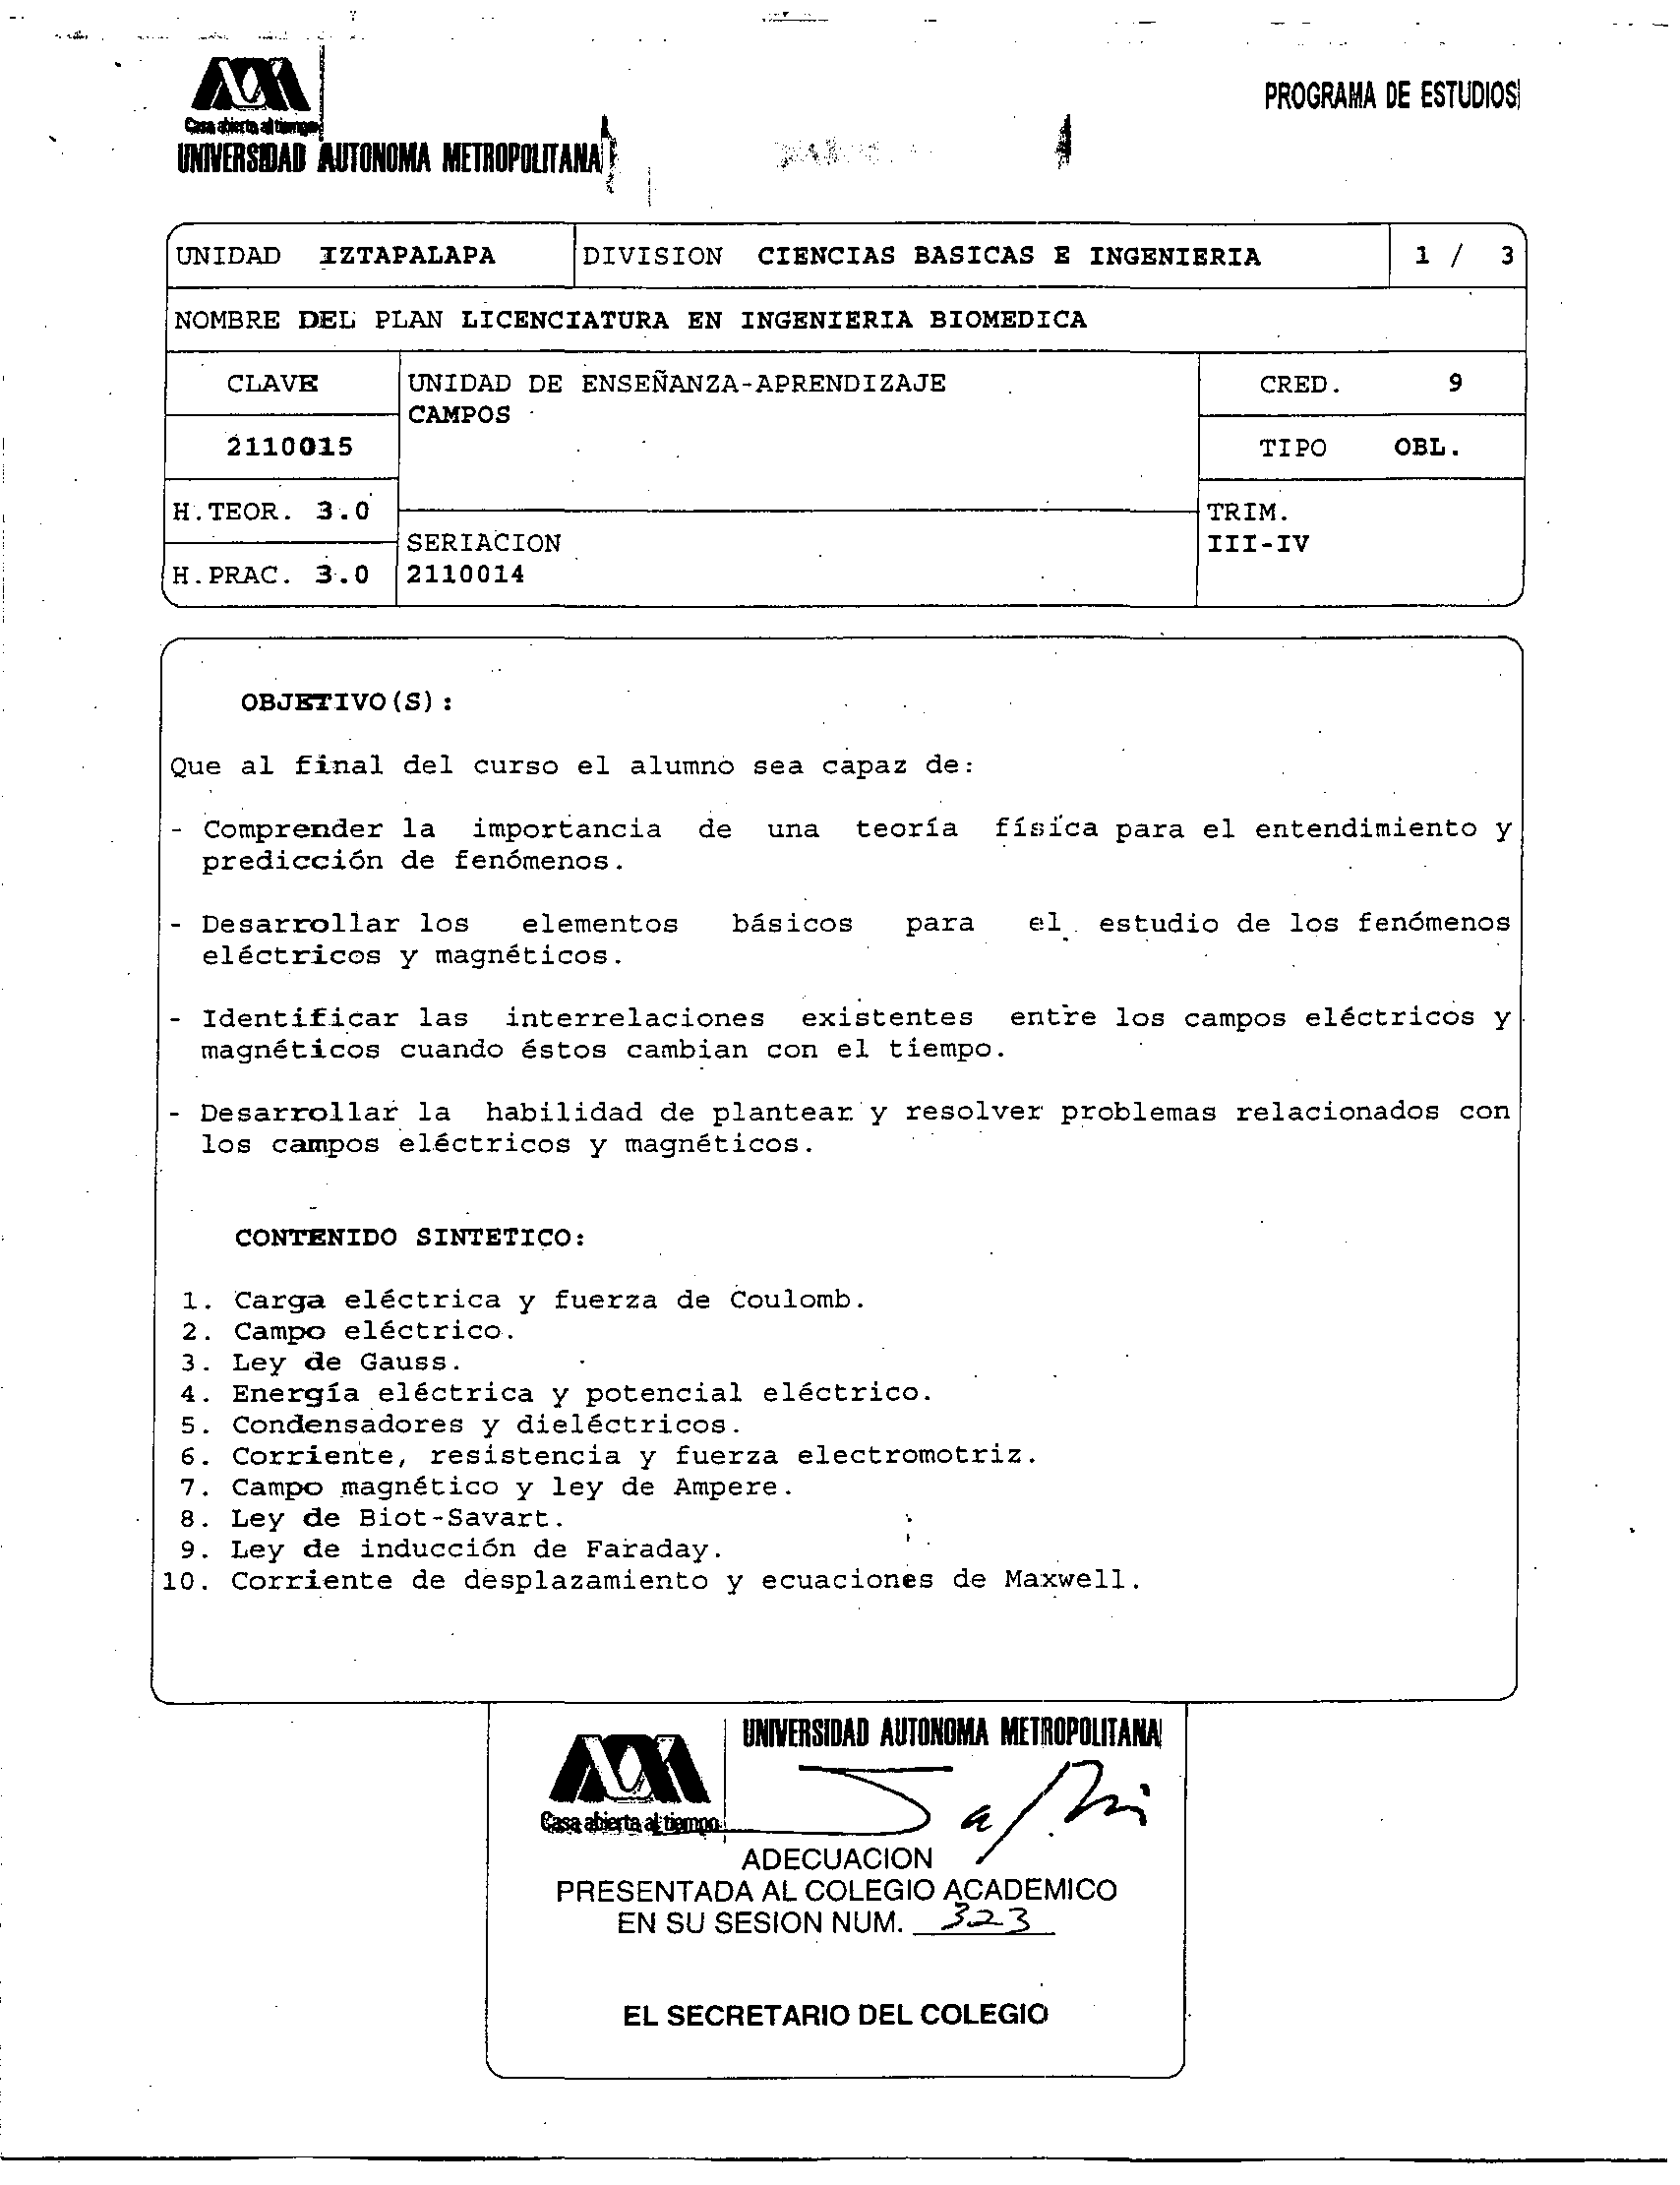 Casa abierta al tiempo
UNIVERSIDAD AUTONOMA METROPOLITANA
PROGRAMA DE ESTUDIOS
UNIDAD IZTAPALAPA
DIVISION CIENCIAS BASICAS E INGENIERIA
1 / 3
NOMBRE DEL PLAN LICENCIATURA EN INGENIERIA BIOMEDICA
CLAVE
2110015
H.TEOR. 3.0
H.PRAC. 3.0
UNIDAD DE ENSEÑANZA-APRENDIZAJE
CAMPOS
SERIACION
2110014
CRED. 9
TIPO OBL.
TRIM.
III-IV
OBJETIVO(S):
Que al final del curso el alumno sea capaz de:
- Comprender la importancia de una teoría física para el entendimiento y
predicción de fenómenos.
- Desarrollar los elementos básicos para el estudio de los fenómenos
eléctricos y magnéticos.
- Identificar las interrelaciones existentes entre los campos eléctricos y
magnéticos cuando éstos cambian con el tiempo.
- Desarrollar la habilidad de plantear y resolver problemas relacionados con
los campos eléctricos y magnéticos.
CONTENIDO SINTETICO:
1. Carga eléctrica y fuerza de Coulomb.
2. Campo eléctrico.
3. Ley de Gauss.
4. Energía eléctrica y potencial eléctrico.
5. Condensadores y dieléctricos.
6. Corriente, resistencia y fuerza electromotriz.
7. Campo magnético y ley de Ampere.
8. Ley de Biot-Savart.
9. Ley de inducción de Faraday.
10. Corriente de desplazamiento y ecuaciones de Maxwell.
UNIVERSIDAD AUTONOMA METROPOLITANA
Casa abierta al tiempo
ADECUACION
PRESENTADA AL COLEGIO ACADEMICO
EN SU SESION NUM. 323
EL SECRETARIO DEL COLEGIO